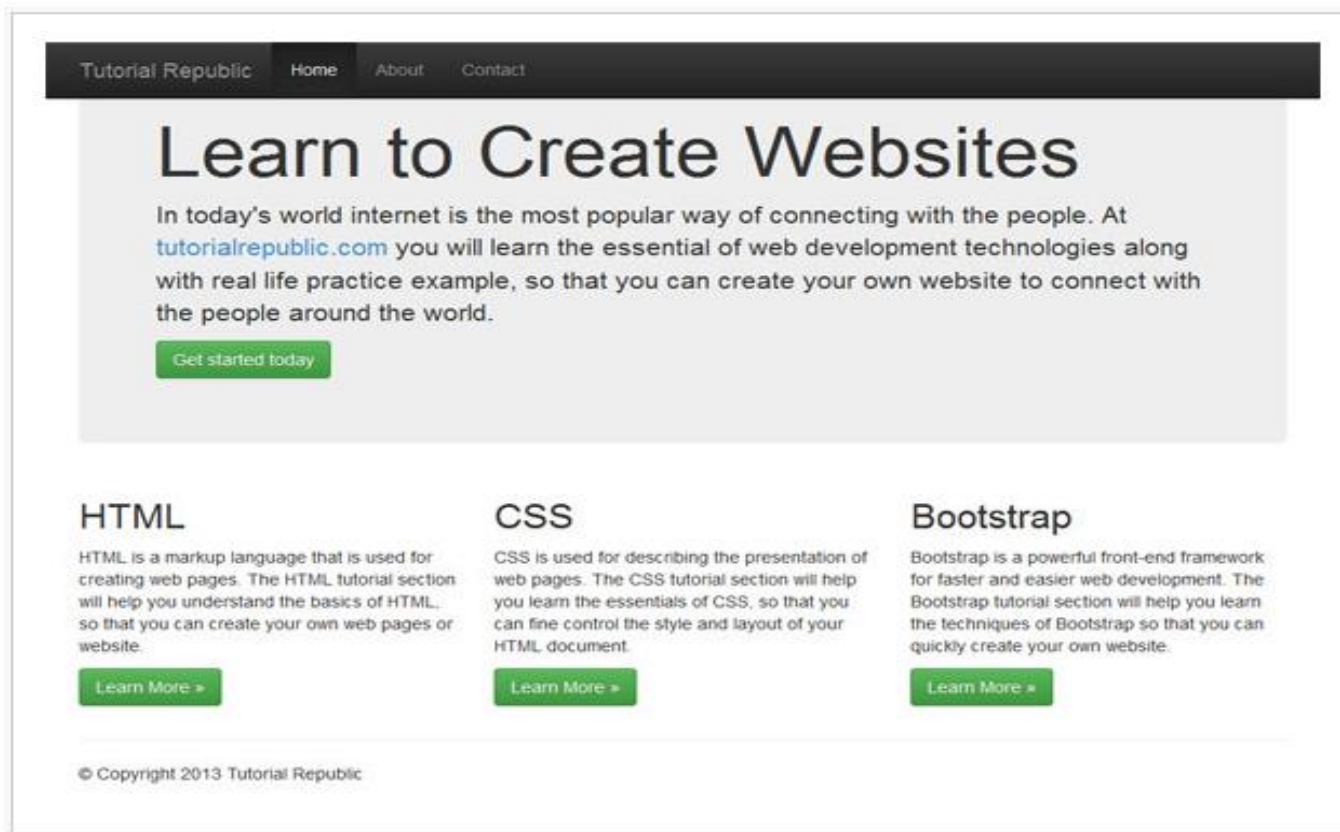 Tutorial Republic Home About Contact
Learn to Create Websites
In today's world internet is the most popular way of connecting with the people. At
tutorialrepublic.com you will learn the essential of web development technologies along
with real life practice example, so that you can create your own website to connect with
the people around the world.
Get started today
HTML
HTML is a markup language that is used for
creating web pages. The HTML tutorial section
will help you understand the basics of HTML,
so that you can create your own web pages or
website.
Learn More »
CSS
CSS is used for describing the presentation of
web pages. The CSS tutorial section will help
you learn the essentials of CSS, so that you
can fine control the style and layout of your
HTML document.
Learn More »
Bootstrap
Bootstrap is a powerful front-end framework
for faster and easier web development. The
Bootstrap tutorial section will help you learn
the techniques of Bootstrap so that you can
quickly create your own website.
Learn More »
© Copyright 2013 Tutorial Republic